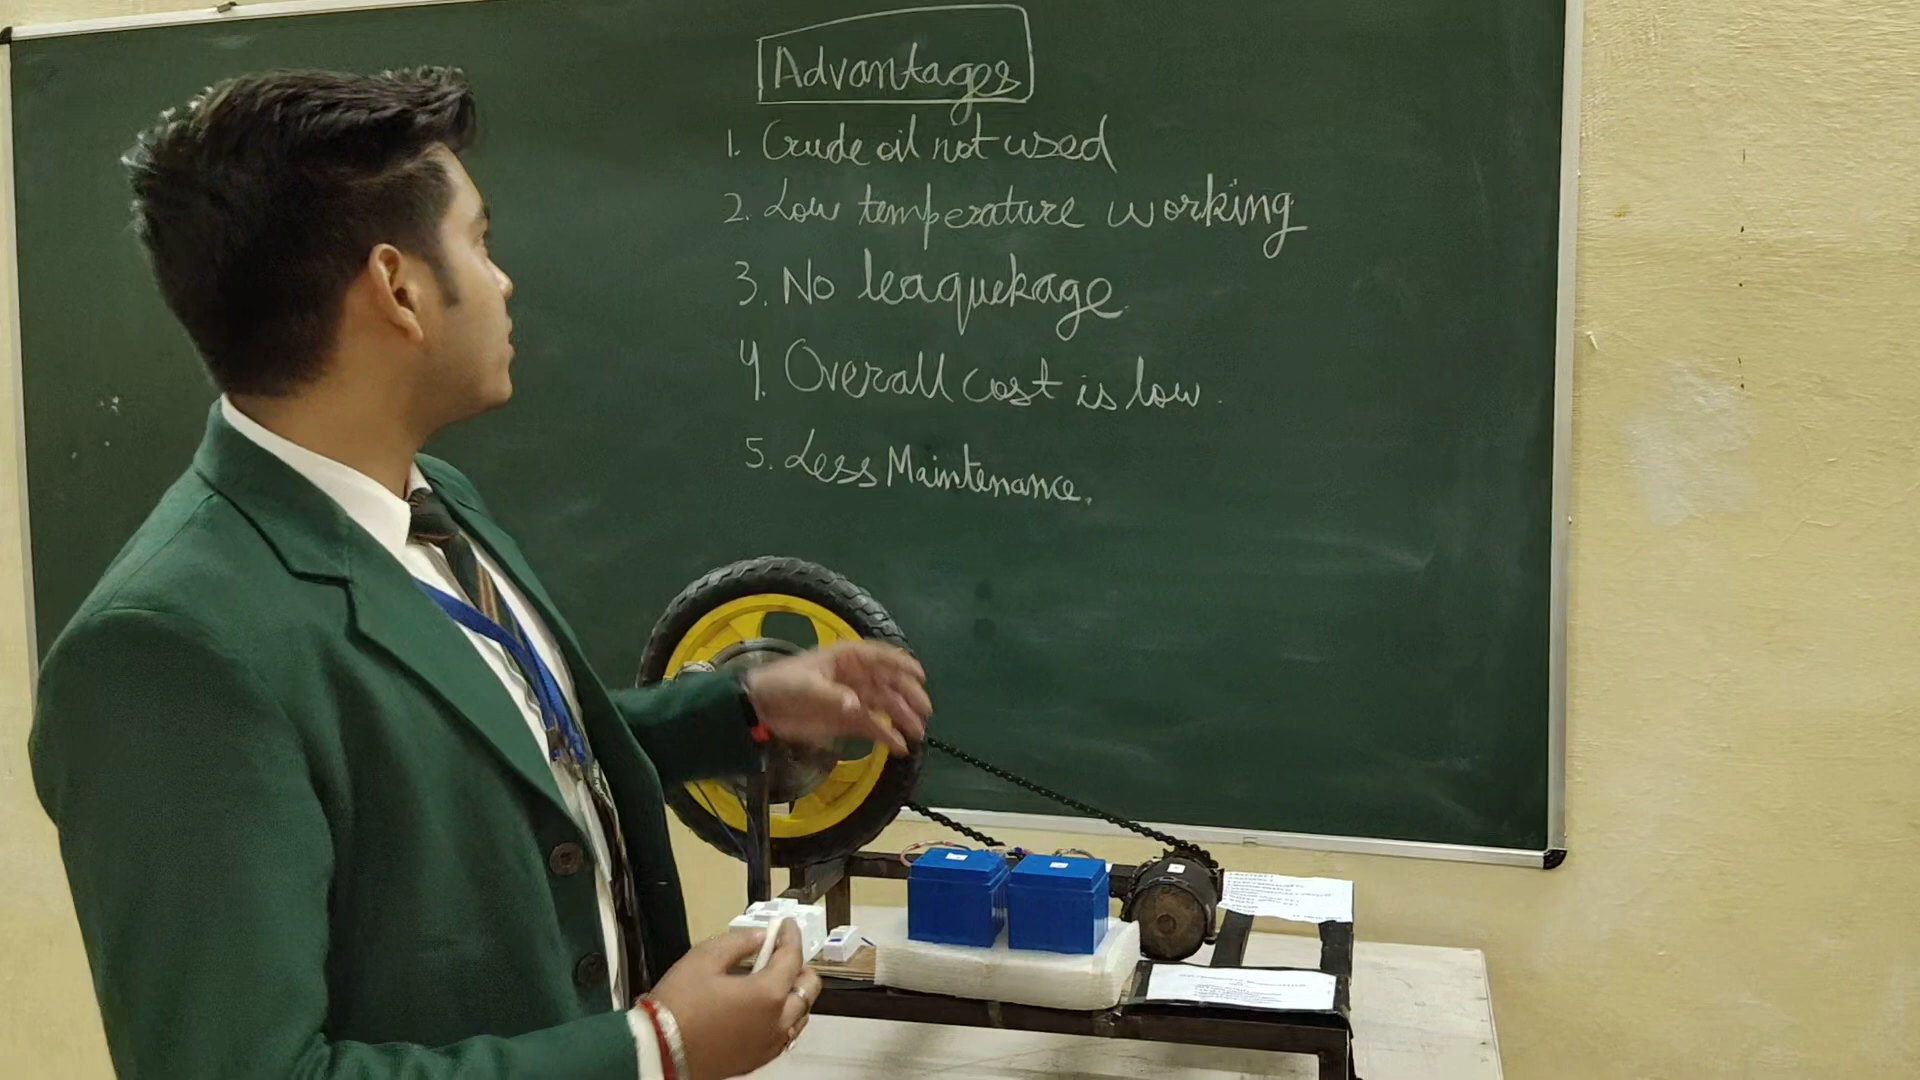 Advantages
1. Crude oil not used
2. Low temperature working
3. No leaquekage
4. Overall cost is low.
5. Less Maintenance.